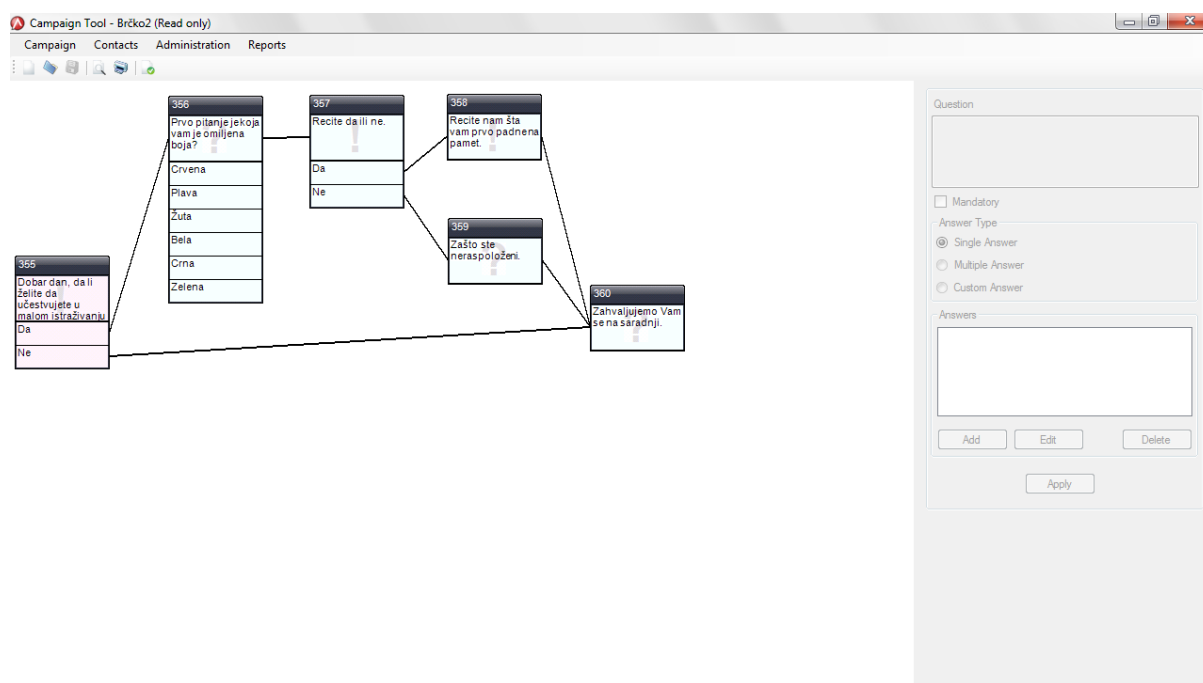 Campaign Tool - Brčko2 (Read only)
Campaign Contacts Administration Reports
355
Dobar dan, da li
želite da
učestvujete u
malom istraživanju
Da
Ne
356
Prvo pitanje jekoja
vam je omiljena
boja?
Crvena
Plava
Žuta
Bela
Crna
Zelena
357
Recite da ili ne.
Da
Ne
358
Recite nam šta
vam prvo padne na
pamet.
359
Zašto ste
neraspoloženi.
360
Zahvaljujemo Vam
se na saradnji.
Question
Mandatory
Answer Type
Single Answer
Multiple Answer
Custom Answer
Answers
Add Edit Delete
Apply